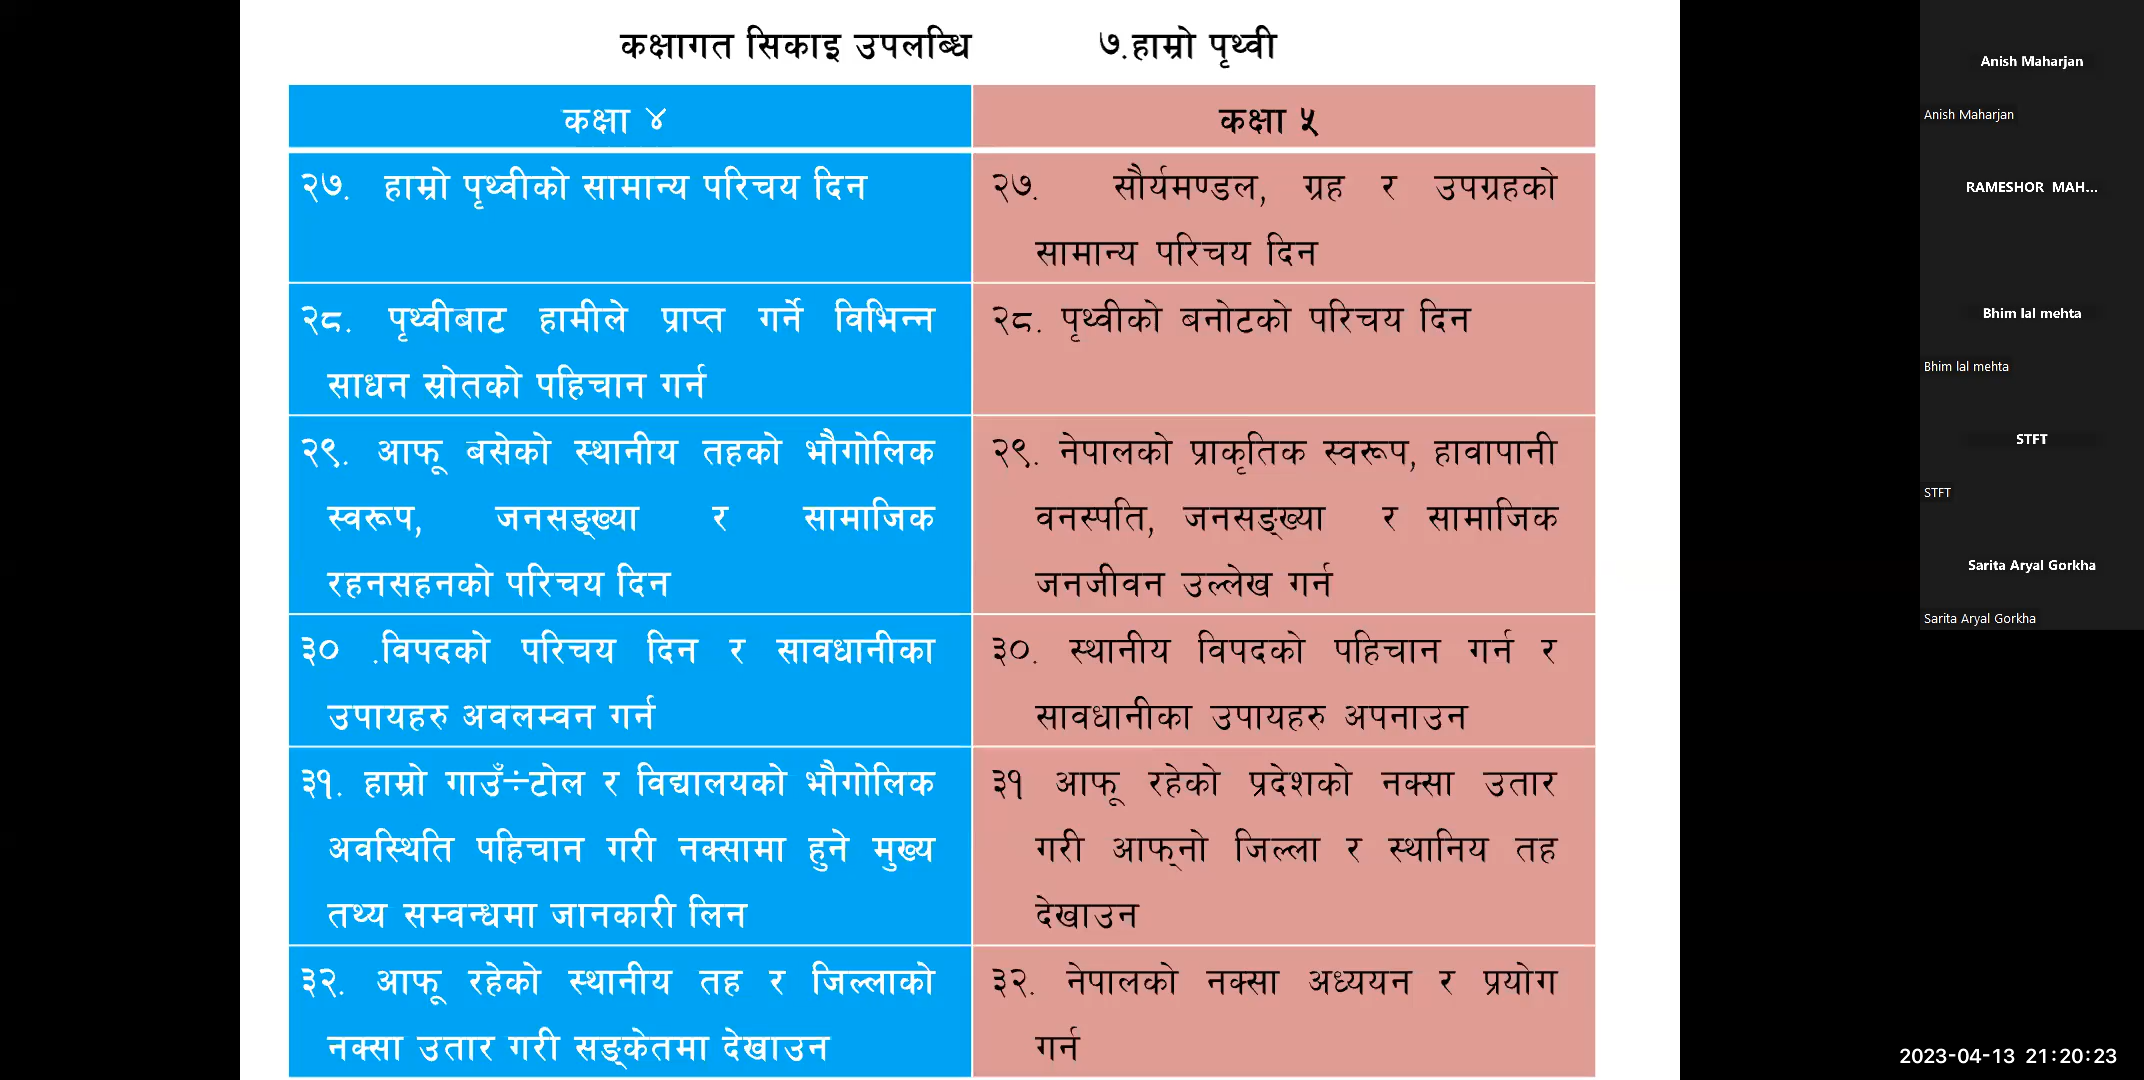 कक्षागत सिकाइ उपलब्धि ७.हाम्रो पृथ्वी
कक्षा ४
कक्षा ५
२७. हाम्रो पृथ्वीको सामान्य परिचय दिन
२७. सौर्यमण्डल, ग्रह र उपग्रहको
सामान्य परिचय दिन
२८. पृथ्वीबाट हामीले प्राप्त गर्ने विभिन्न
साधन स्रोतको पहिचान गर्न
२८. पृथ्वीको बनोटको परिचय दिन
२९. आफू बसेको स्थानीय तहको भौगोलिक
स्वरूप, जनसङ्ख्या र सामाजिक
रहनसहनको परिचय दिन
२९. नेपालको प्राकृतिक स्वरूप, हावापानी
वनस्पति, जनसङ्ख्या र सामाजिक
जनजीवन उल्लेख गर्न
३० .विपदको परिचय दिन र सावधानीका
उपायहरु अवलम्वन गर्न
३०. स्थानीय विपदको पहिचान गर्न र
सावधानीका उपायहरु अपनाउन
३१. हाम्रो गाउँ÷टोल र विद्यालयको भौगोलिक
अवस्थिति पहिचान गरी नक्सामा हुने मुख्य
तथ्य सम्वन्धमा जानकारी लिन
३१ आफू रहेको प्रदेशको नक्सा उतार
गरी आफ्‌नो जिल्ला र स्थानिय तह
देखाउन
३२. आफू रहेको स्थानीय तह र जिल्लाको
नक्सा उतार गरी सङ्केतमा देखाउन
३२. नेपालको नक्सा अध्ययन र प्रयोग
गर्न
Anish Maharjan
Anish Maharjan
RAMESHOR MAH...
Bhim lal mehta
Bhim lal mehta
STFT
STFT
Sarita Aryal Gorkha
Sarita Aryal Gorkha
2023-04-13 21:20:23